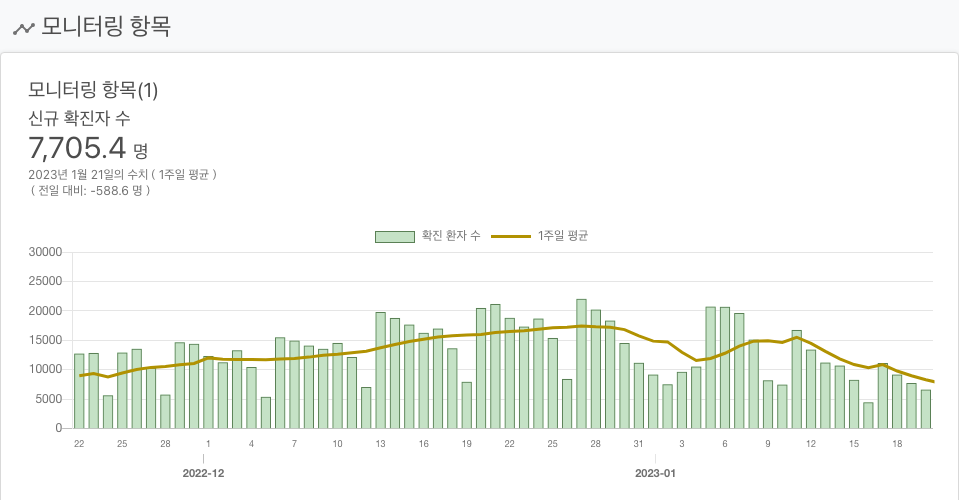 모니터링 항목
모니터링 항목(1)
신규 확진자 수
7,705.4 명
2023년 1월 21일의 수치 ( 1주일 평균 )
( 전일 대비: -588.6 명 )
확진 환자 수 1주일 평균
30000
25000
20000
15000
10000
5000
0
22 25 28 1 4 7 10 13 16 19 22 25 28 31 3 6 9 12 15 18
2022-12 2023-01